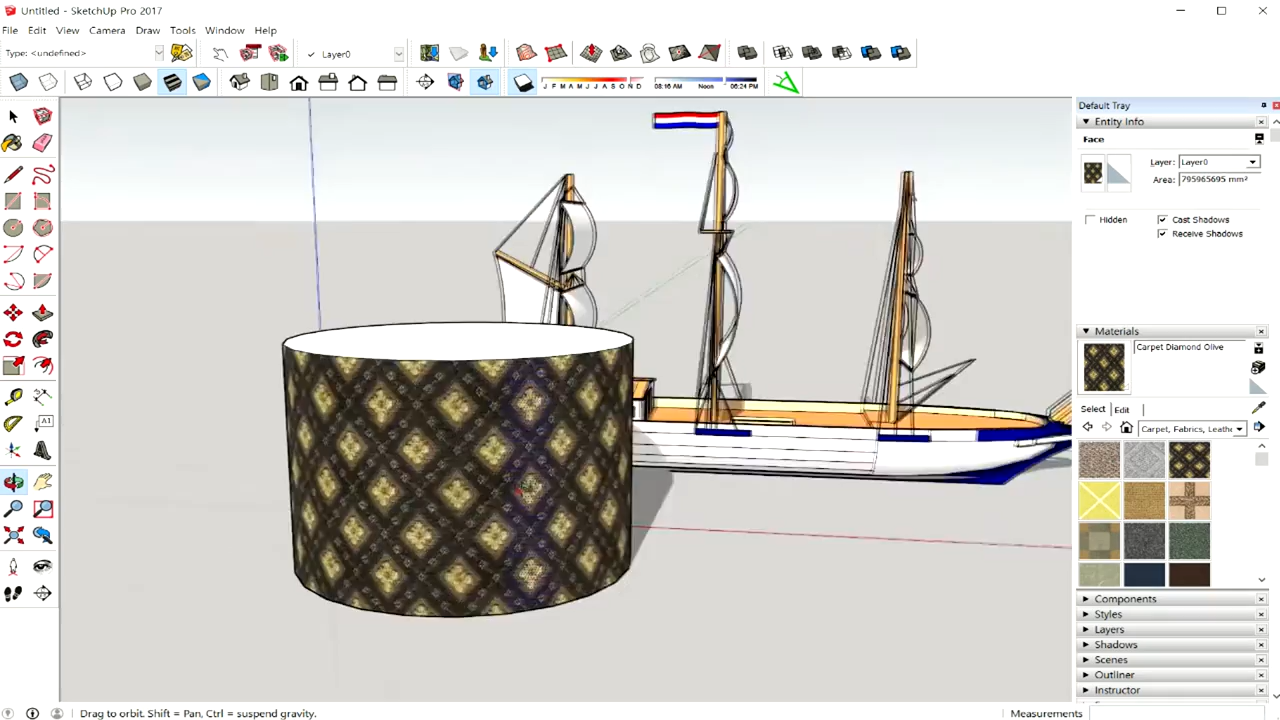 Untitled - SketchUp Pro 2017
File Edit View Camera Draw Tools Window Help
Type: <undefined>
Layer0
J F M A M J J A S O N D
08:16 AM Noon 06:24 PM
A1
Default Tray
Entity Info
Face
Layer: Layer0
Area: 795965695 mm²
Hidden
Cast Shadows
Receive Shadows
Materials
Carpet Diamond Olive
Select Edit
Carpet, Fabrics, Leathe
Components
Styles
Layers
Shadows
Scenes
Outliner
Instructor
Drag to orbit. Shift = Pan, Ctrl = suspend gravity.
Measurements